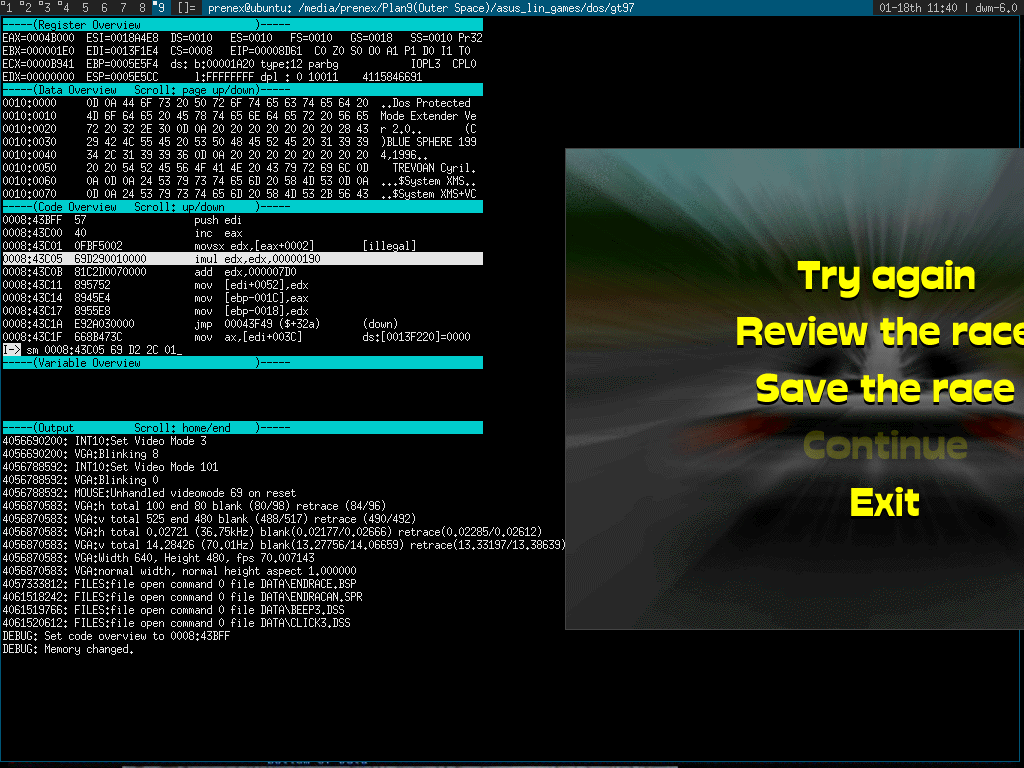 1 2 3 4 5 6 7 8 9 []= prenex@ubuntu: /media/prenex/Plan9(Outer Space)/asus_lin_games/dos/gt97 01-18th 11:40 | dwm-6.0
-----(Register Overview )-----
EAX=0004B000 ESI=0018A4E8 DS=0010 ES=0010 FS=0010 GS=0018 SS=0010 Pr32
EBX=000001E0 EDI=0013F1E4 CS=0008 EIP=00008D61 C0 Z0 S0 O0 A1 P1 D0 I1 T0
ECX=0000B941 EBP=0005E5F4 ds: b:00001A20 type:12 parbg IOPL3 CPL0
EDX=00000000 ESP=0005E5CC l:FFFFFFFF dpl : 0 10011 4115846691
-----(Data Overview Scroll: page up/down)-----
0010:0000 0D 0A 44 6F 73 20 50 72 6F 74 65 63 74 65 64 20 ..Dos Protected
0010:0010 4D 6F 64 65 20 45 78 74 65 6E 64 65 72 20 56 65 Mode Extender Ve
0010:0020 72 20 32 2E 30 0D 0A 20 20 20 20 20 20 20 28 43 r 2.0.. (C
0010:0030 29 42 4C 55 45 20 53 50 48 45 52 45 20 31 39 39 )BLUE SPHERE 199
0010:0040 34 2C 31 39 39 36 0D 0A 20 20 20 20 20 20 20 20 4,1996..
0010:0050 20 20 54 52 45 56 4F 41 4E 20 43 79 72 69 6C 0D TREVOAN Cyril.
0010:0060 0A 0D 0A 24 53 79 73 74 65 6D 20 58 4D 53 0D 0A ...$System XMS..
0010:0070 0D 0A 24 53 79 73 74 65 6D 20 58 4D 53 2B 56 43 ..$System XMS+VC
-----(Code Overview Scroll: up/down )-----
0008:43BFF 57 push edi
0008:43C00 40 inc eax
0008:43C01 0FBF5002 movsx edx,[eax+0002] [illegal]
0008:43C05 69D290010000 imul edx,edx,00000190
0008:43C0B 81C2D0070000 add edx,000007D0
0008:43C11 895752 mov [edi+0052],edx
0008:43C14 8945E4 mov [ebp-001C],eax
0008:43C17 8955E8 mov [ebp-0018],edx
0008:43C1A E92A030000 jmp 00043F49 ($+32a) (down)
0008:43C1F 668B473C mov ax,[edi+003C] ds:[0013F220]=0000
I-> sm 0008:43C05 69 D2 2C 01_
-----(Variable Overview )-----
-----(Output Scroll: home/end )-----
4056690200: INT10:Set Video Mode 3
4056690200: VGA:Blinking 8
4056788592: INT10:Set Video Mode 101
4056788592: VGA:Blinking 0
4056788592: MOUSE:Unhandled videomode 69 on reset
4056870583: VGA:h total 100 end 80 blank (80/98) retrace (84/96)
4056870583: VGA:v total 525 end 480 blank (488/517) retrace (490/492)
4056870583: VGA:h total 0.02721 (36.75kHz) blank(0.02177/0.02666) retrace(0.02285/0.02612)
4056870583: VGA:v total 14.28426 (70.01Hz) blank(13.27756/14.06659) retrace(13.33197/13.38639)
4056870583: VGA:Width 640, Height 480, fps 70.007143
4056870583: VGA:normal width, normal height aspect 1.000000
4057333812: FILES:file open command 0 file DATA\ENDRACE.BSP
4061518242: FILES:file open command 0 file DATA\ENDRACAN.SPR
4061519766: FILES:file open command 0 file DATA\BEEP3.DSS
4061520612: FILES:file open command 0 file DATA\CLICK3.DSS
DEBUG: Set code overview to 0008:43BFF
DEBUG: Memory changed.
Try again
Review the race
Save the race
Continue
Exit